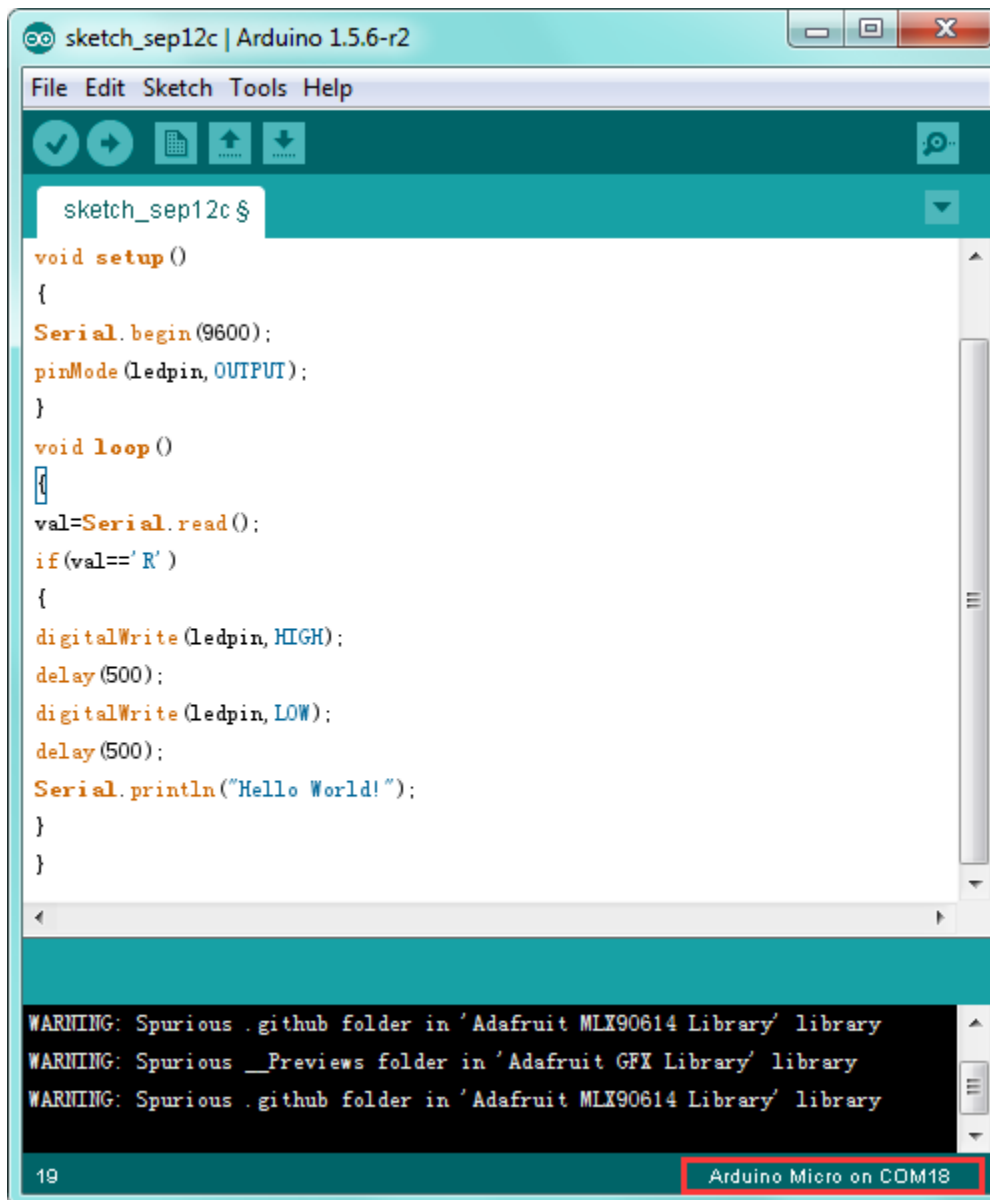 sketch_sep12c | Arduino 1.5.6-r2
File Edit Sketch Tools Help
sketch_sep12c §
void setup()
{
Serial.begin(9600);
pinMode(ledpin,OUTPUT);
}
void loop()
{
val=Serial.read();
if(val=='R')
{
digitalWrite(ledpin,HIGH);
delay(500);
digitalWrite(ledpin,LOW);
delay(500);
Serial.println("Hello World!");
}
}
WARNING: Spurious .github folder in 'Adafruit MLX90614 Library' library
WARNING: Spurious __Previews folder in 'Adafruit GFX Library' library
WARNING: Spurious .github folder in 'Adafruit MLX90614 Library' library
19
Arduino Micro on COM18